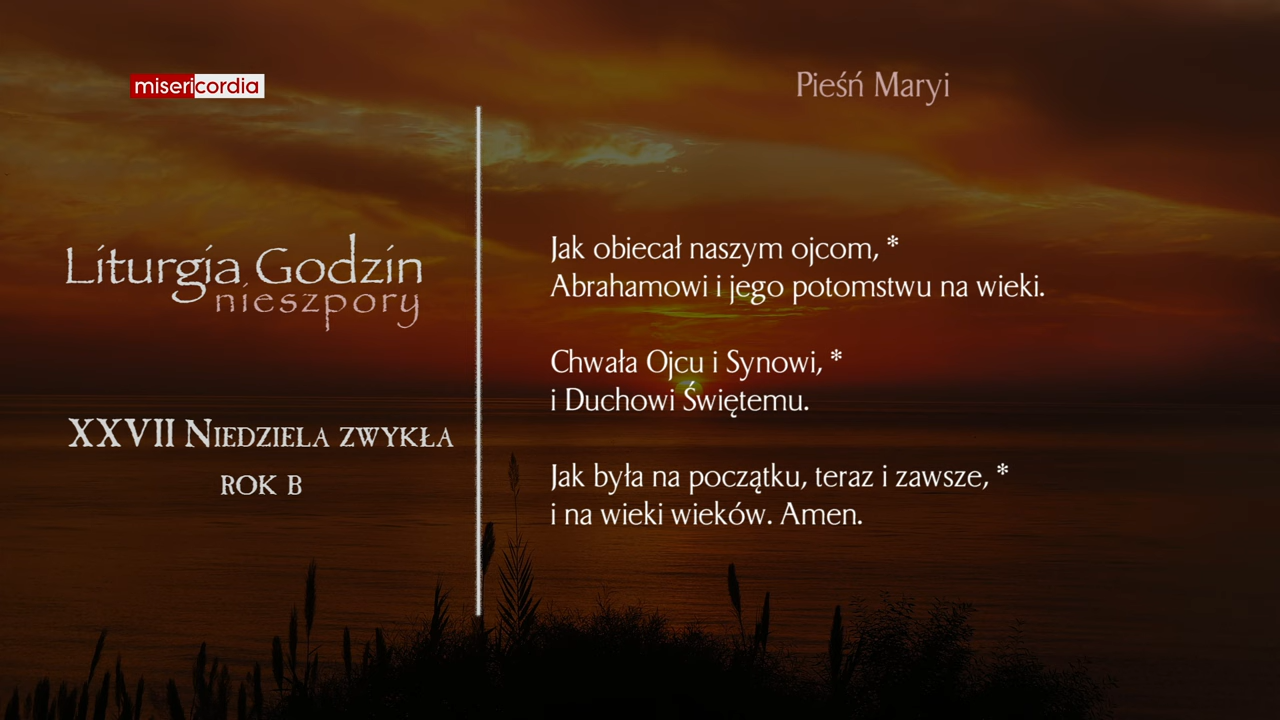 misericordia
Liturgia Godzin
nieszpory
XXVII Niedziela zwykła
rok B
Pieśń Maryi
Jak obiecał naszym ojcom, *
Abrahamowi i jego potomstwu na wieki.
Chwała Ojcu i Synowi, *
i Duchowi Świętemu.
Jak była na początku, teraz i zawsze, *
i na wieki wieków. Amen.